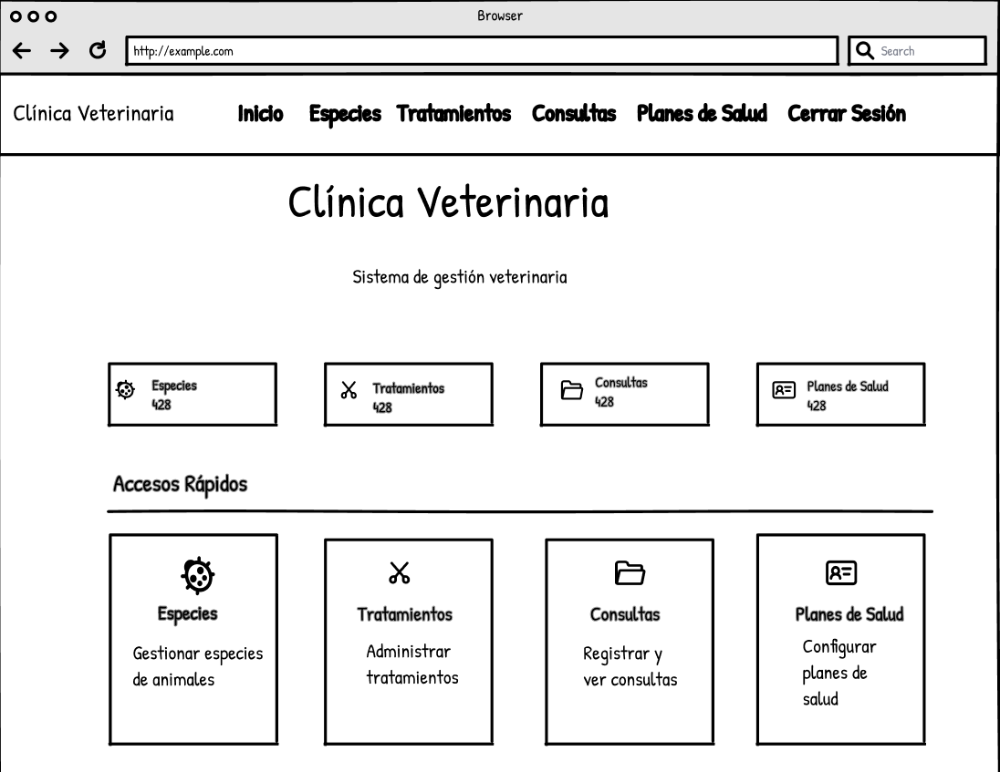 Browser
http://example.com
Search
Clínica Veterinaria
Inicio Especies Tratamientos Consultas Planes de Salud Cerrar Sesión
Clínica Veterinaria
Sistema de gestión veterinaria
Especies
428
Tratamientos
428
Consultas
428
Planes de Salud
428
Accesos Rápidos
Especies
Gestionar especies
de animales
Tratamientos
Administrar
tratamientos
Consultas
Registrar y
ver consultas
Planes de Salud
Configurar
planes de
salud